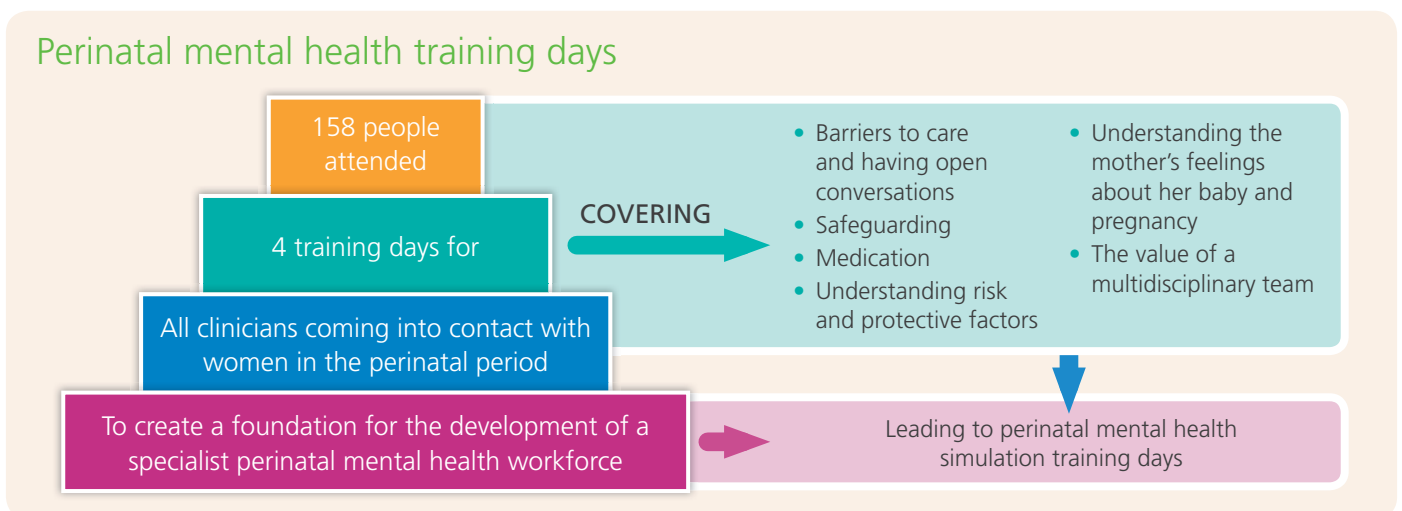 Perinatal mental health training days
158 people
attended
4 training days for
All clinicians coming into contact with
women in the perinatal period
To create a foundation for the development of a
specialist perinatal mental health workforce
COVERING
• Barriers to care
and having open
conversations
• Safeguarding
• Medication
• Understanding risk
and protective factors
• Understanding the
mother’s feelings
about her baby and
pregnancy
• The value of a
multidisciplinary team
Leading to perinatal mental health
simulation training days